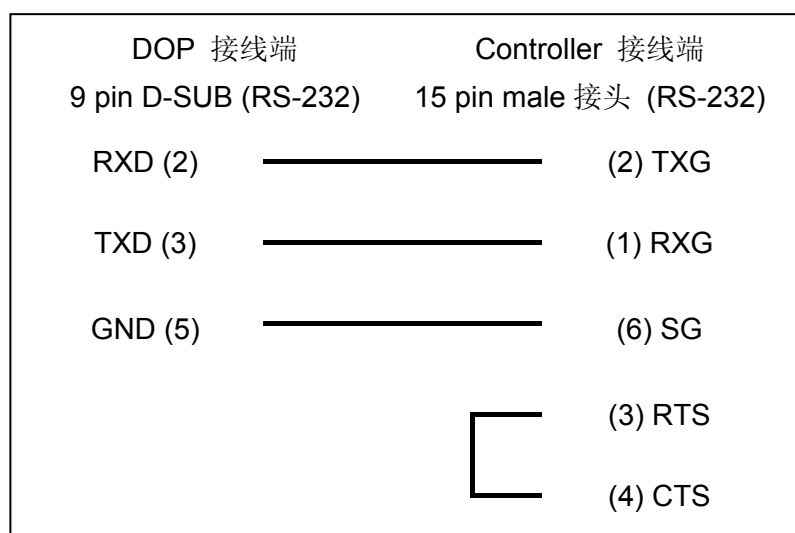 DOP 接线端 Controller 接线端
9 pin D-SUB (RS-232) 15 pin male 接头 (RS-232)
RXD (2) (2) TXG
TXD (3) (1) RXG
GND (5) (6) SG
(3) RTS
(4) CTS